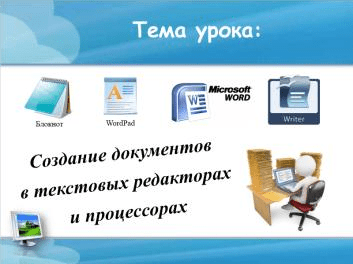 Тема урока:
Блокнот
WordPad
W
Microsoft
WORD
Writer
Создание документов
в текстовых редакторах
и процессорах